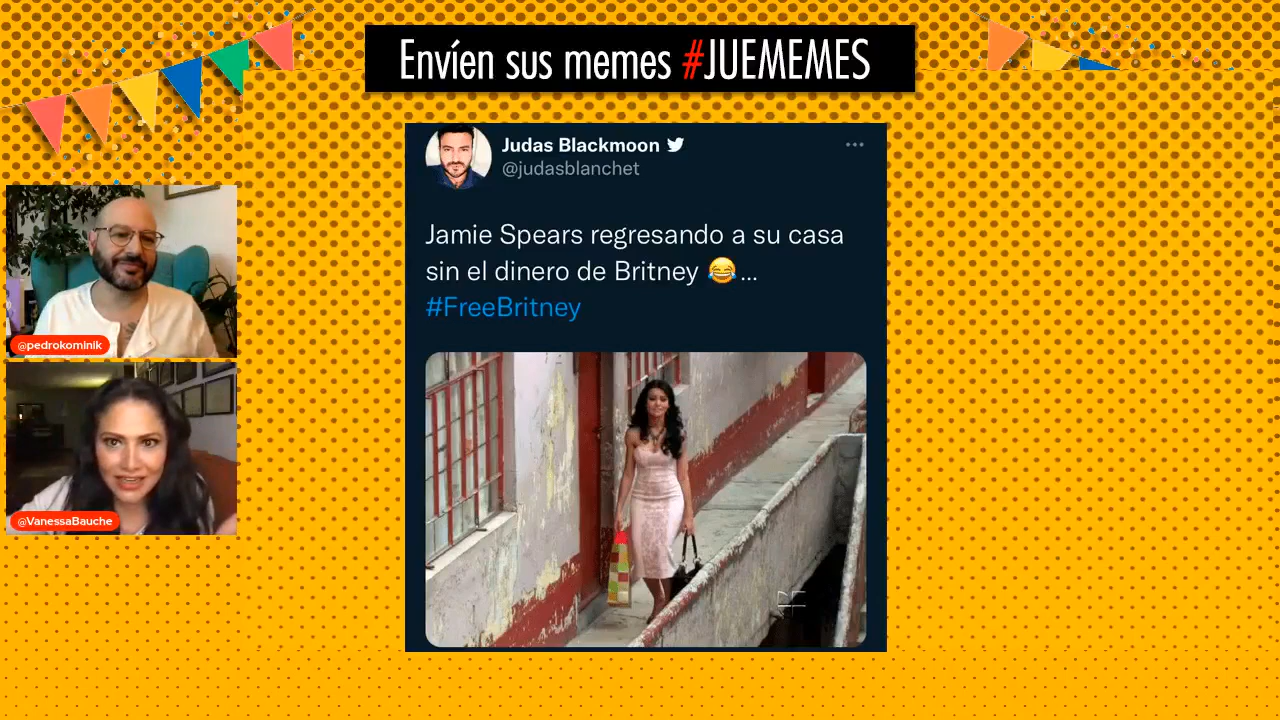 Envíen sus memes #JUEMEMES
Judas Blackmoon
@judasblanchet
Jamie Spears regresando a su casa
sin el dinero de Britney 😂...
#FreeBritney
@pedrokominik
@VanessaBauche